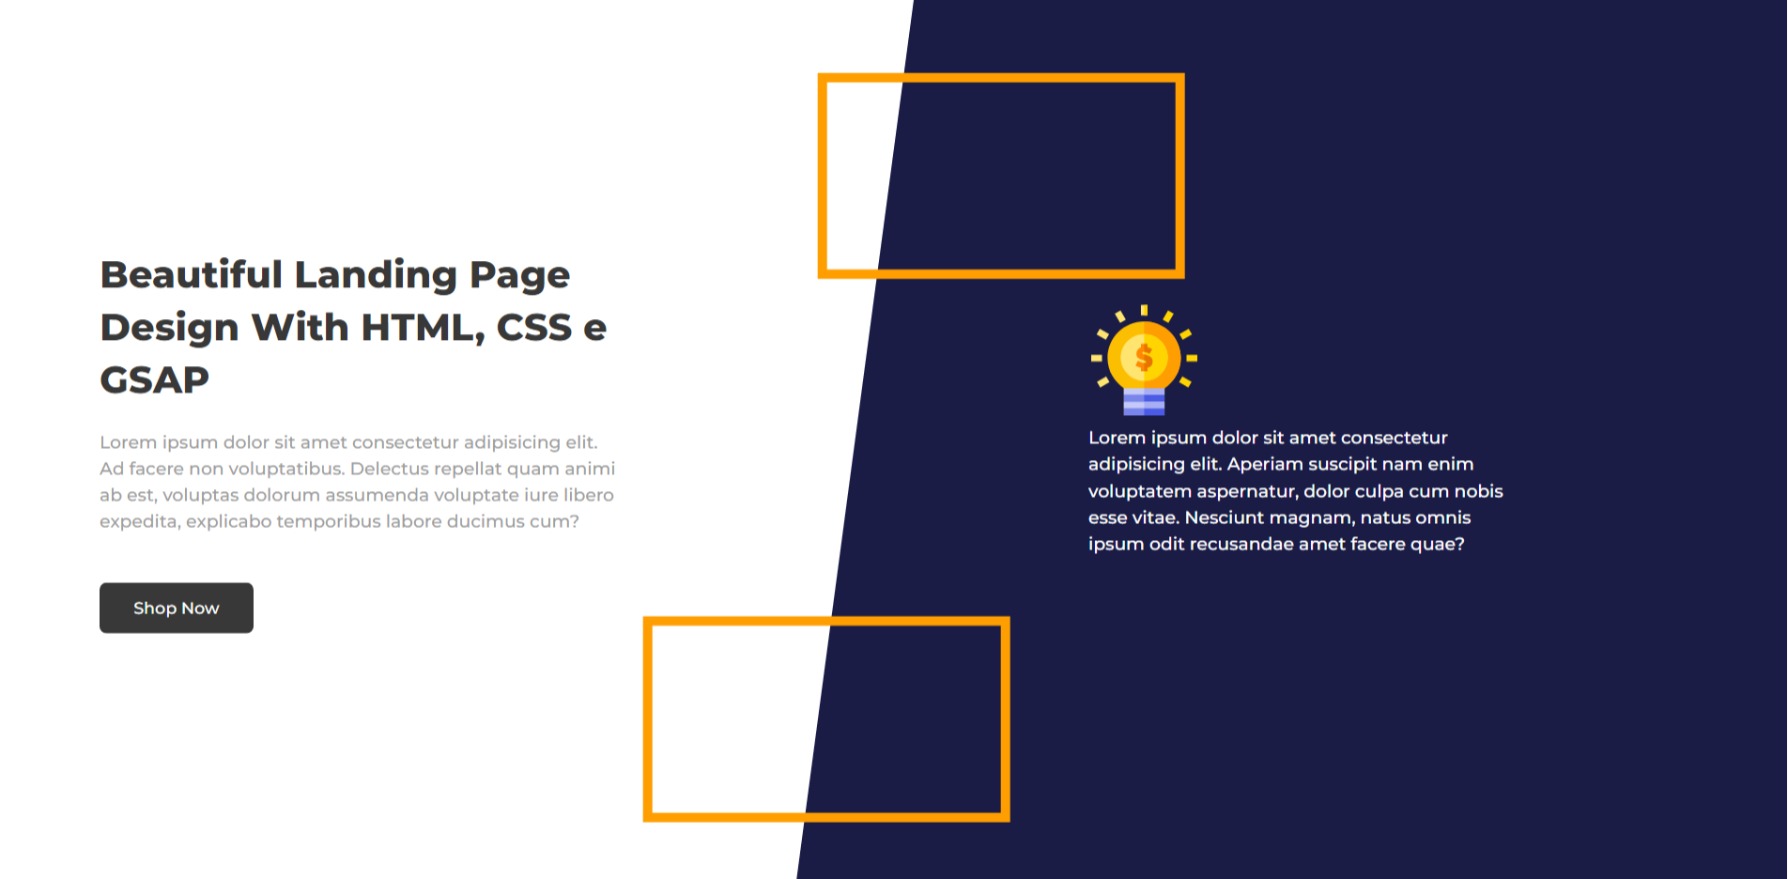 Beautiful Landing Page
Design With HTML, CSS e
GSAP
Lorem ipsum dolor sit amet consectetur adipisicing elit.
Ad facere non voluptatibus. Delectus repellat quam animi
ab est, voluptas dolorum assumenda voluptate iure libero
expedita, explicabo temporibus labore ducimus cum?
Shop Now
$
Lorem ipsum dolor sit amet consectetur
adipisicing elit. Aperiam suscipit nam enim
voluptatem aspernatur, dolor culpa cum nobis
esse vitae. Nesciunt magnam, natus omnis
ipsum odit recusandae amet facere quae?